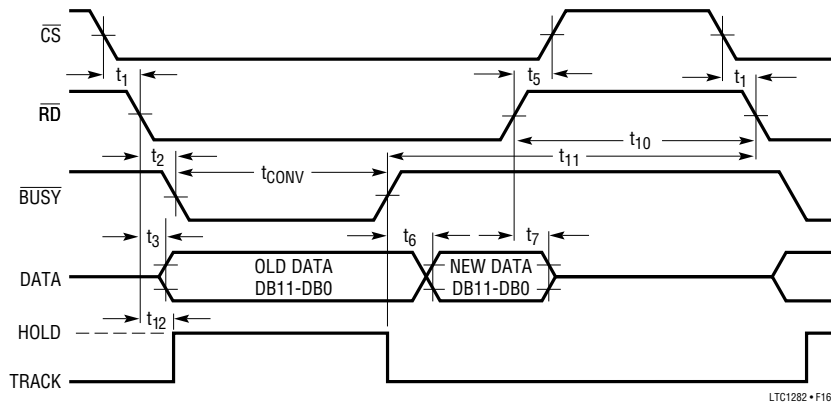 CS
t1 t5 t1
RD
t10
t2 t11
tCONV
BUSY
t3 t6 t7
OLD DATA NEW DATA
DATA DB11-DB0 DB11-DB0
t12
HOLD
TRACK
LTC1282 • F16